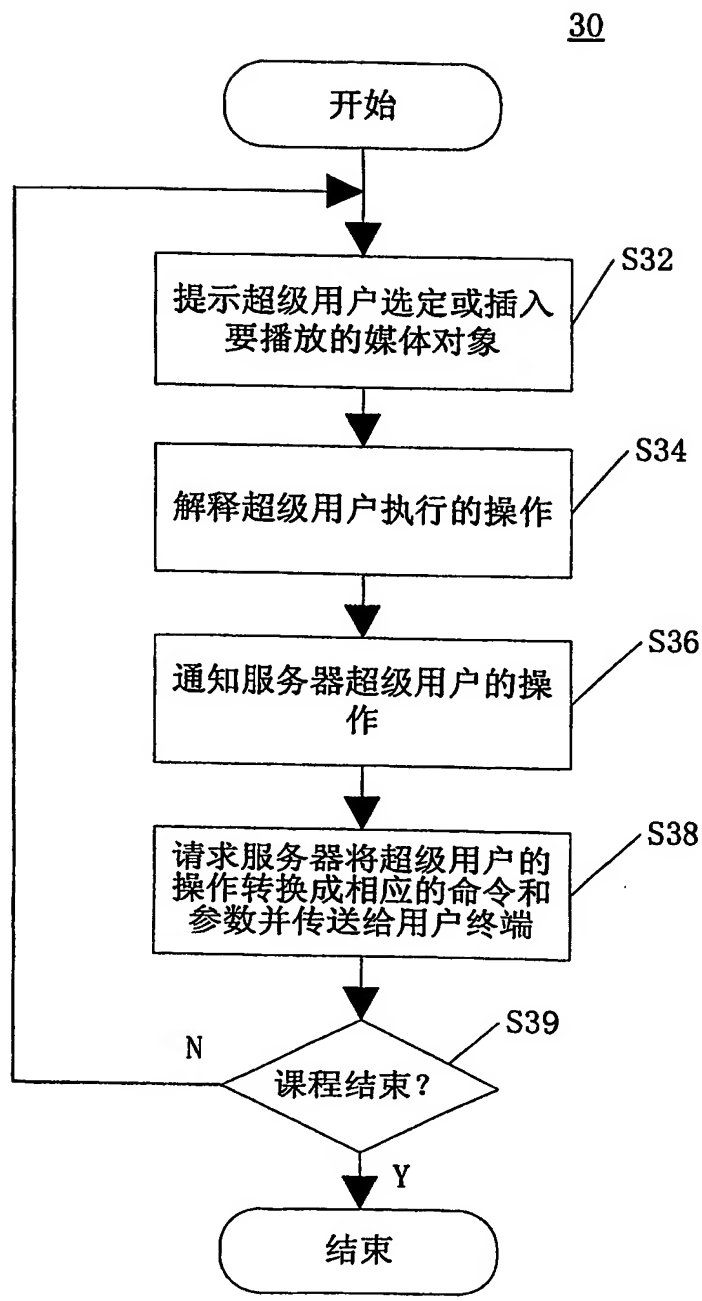 30
开始
S32
提示超级用户选定或插入
要播放的媒体对象
S34
解释超级用户执行的操作
S36
通知服务器超级用户的操
作
S38
请求服务器将超级用户的
操作转换成相应的命令和
参数并传送给用户终端
S39
N
课程结束？
Y
结束